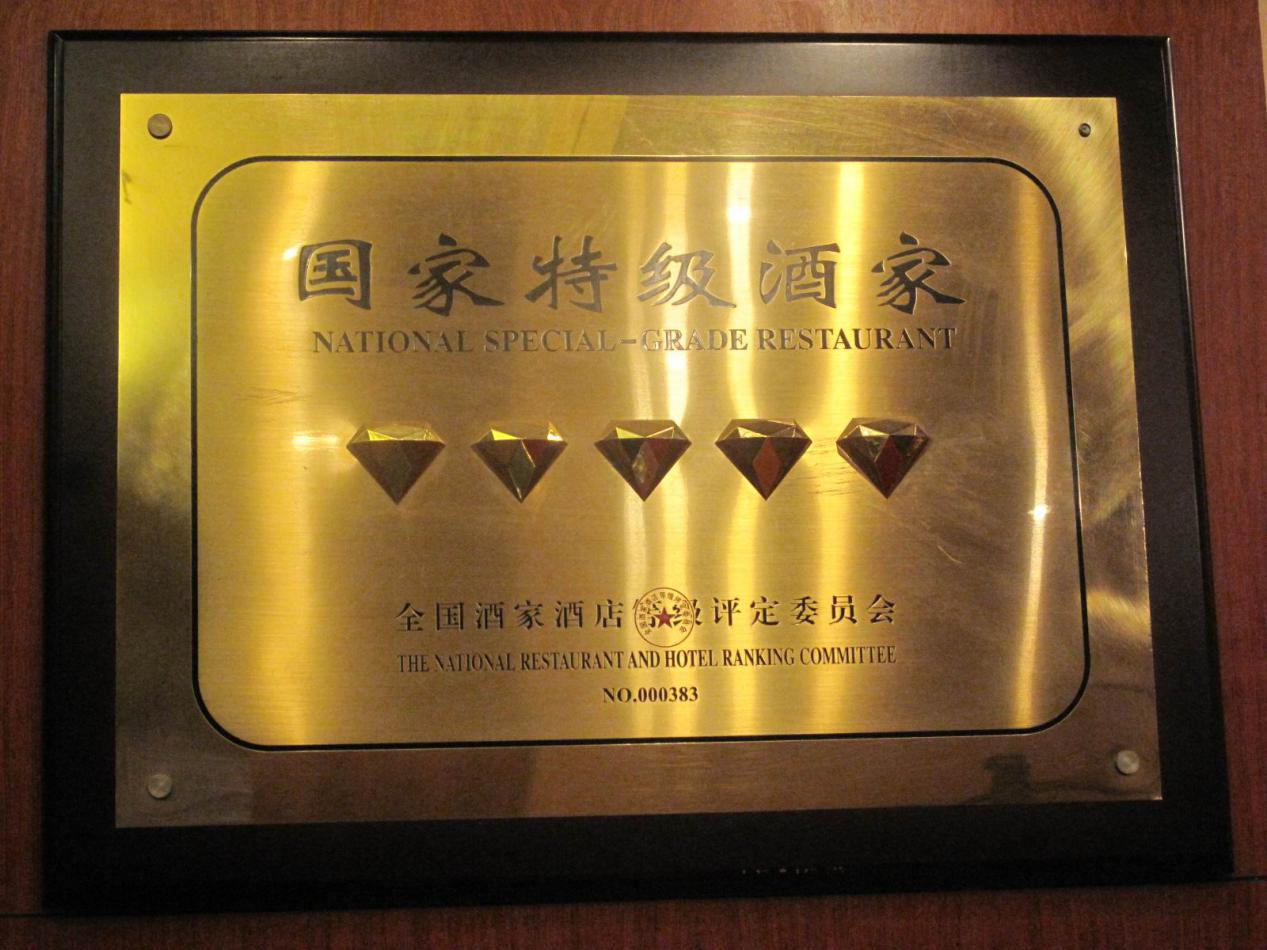 国家特级酒家
NATIONAL SPECIAL-GRADE RESTAURANT
全国酒家酒店等级评定委员会
THE NATIONAL RESTAURANT AND HOTEL RANKING COMMITTEE
NO.000383